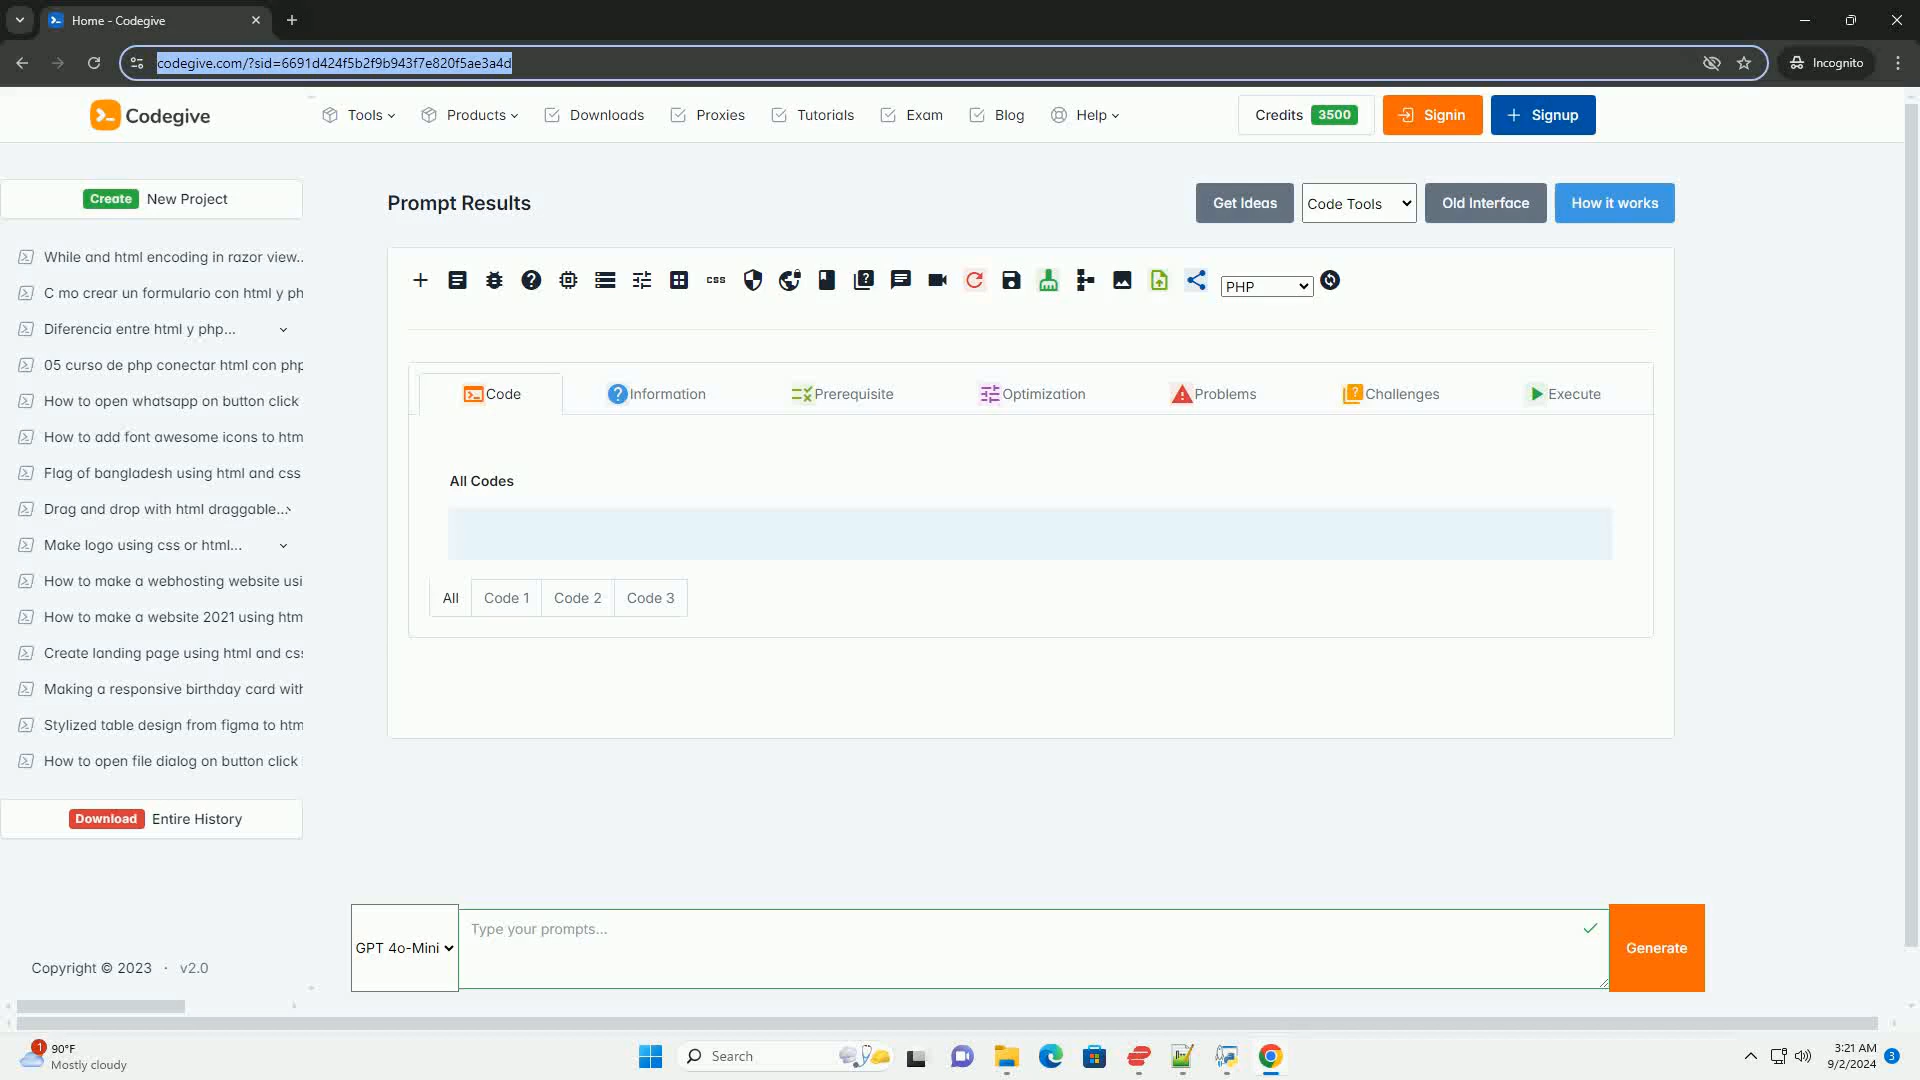 Home - Codegive
codegive.com/?sid=6691d424f5b2f9b943f7e820f5ae3a4d
Incognito
Codegive
Tools
Products
Downloads
Proxies
Tutorials
Exam
Blog
Help
Credits 3500
Signin
Signup
Create New Project
While and html encoding in razor view..
C mo crear un formulario con html y ph
Diferencia entre html y php...
05 curso de php conectar html con php
How to open whatsapp on button click
How to add font awesome icons to htm
Flag of bangladesh using html and css
Drag and drop with html draggable...
Make logo using css or html...
How to make a webhosting website usi
How to make a website 2021 using htm
Create landing page using html and css
Making a responsive birthday card with
Stylized table design from figma to htm
How to open file dialog on button click
Download Entire History
Copyright © 2023 · v2.0
Prompt Results
Get Ideas
Code Tools
Old Interface
How it works
css
PHP
Code
Information
Prerequisite
Optimization
Problems
Challenges
Execute
All Codes
All
Code 1
Code 2
Code 3
GPT 4o-Mini
Type your prompts...
Generate
1
90°F
Mostly cloudy
Search
3:21 AM
9/2/2024
3